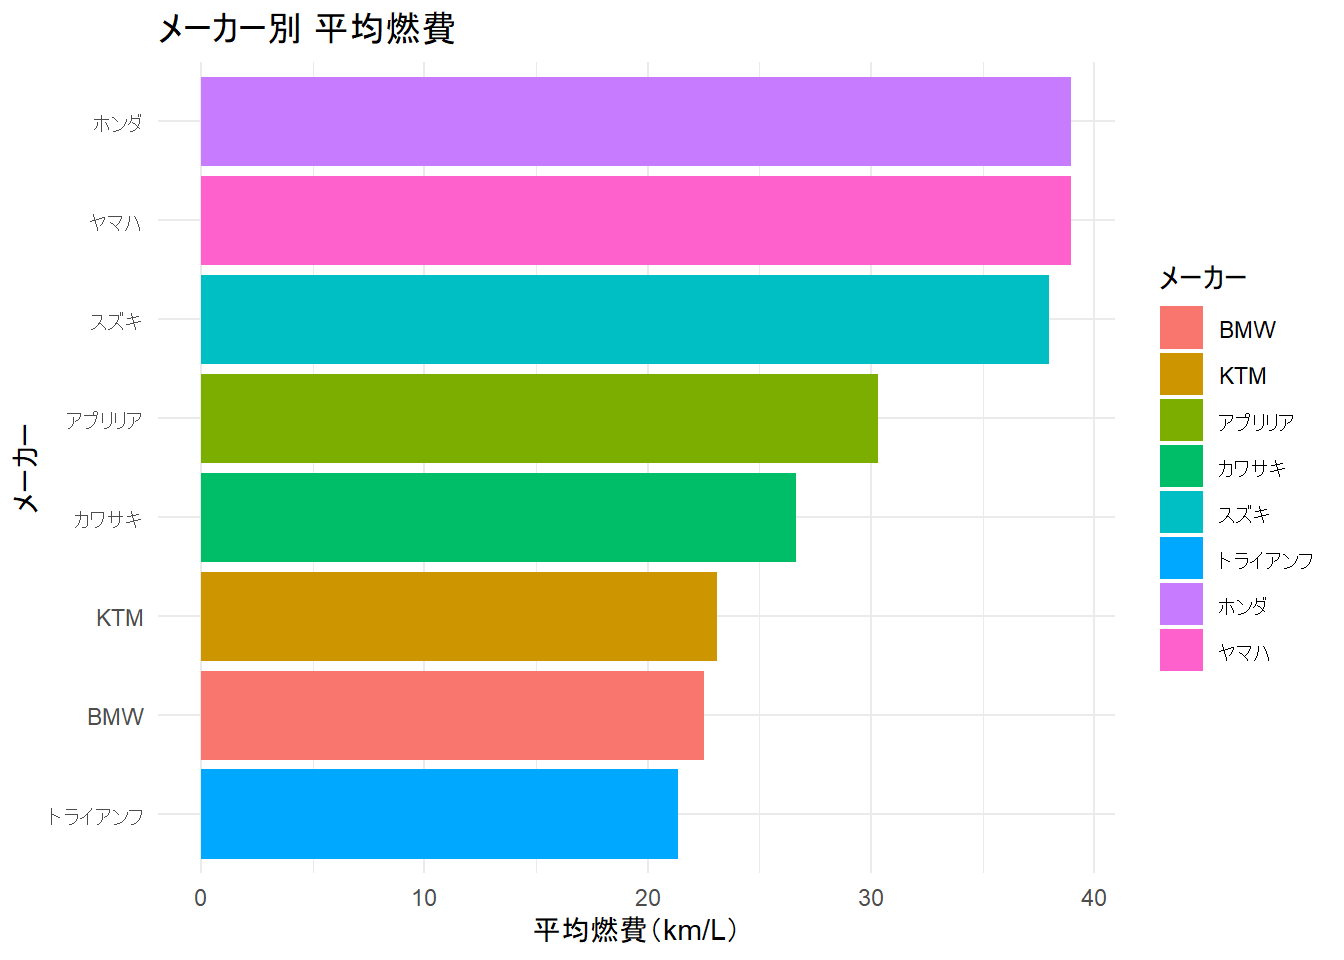 メーカー別 平均燃費
ホンダ
ヤマハ
スズキ
アプリリア
カワサキ
KTM
BMW
トライアンフ
メーカー
0 10 20 30 40
平均燃費（km/L）
メーカー
BMW
KTM
アプリリア
カワサキ
スズキ
トライアンフ
ホンダ
ヤマハ